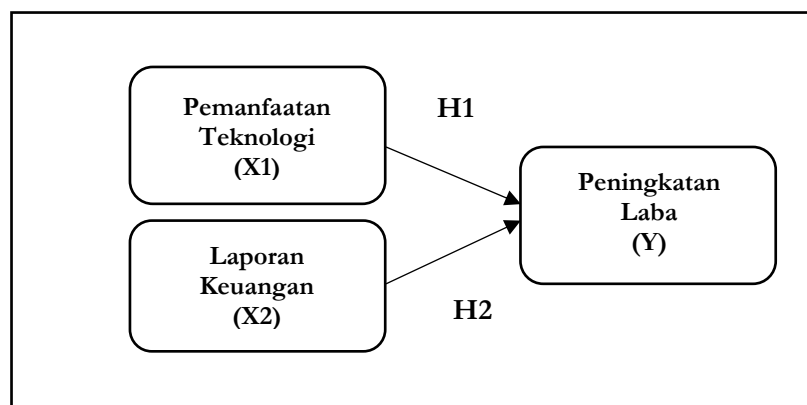 Pemanfaatan
Teknologi
(X1)
H1
Peningkatan
Laba
(Y)
Laporan
Keuangan
(X2)
H2